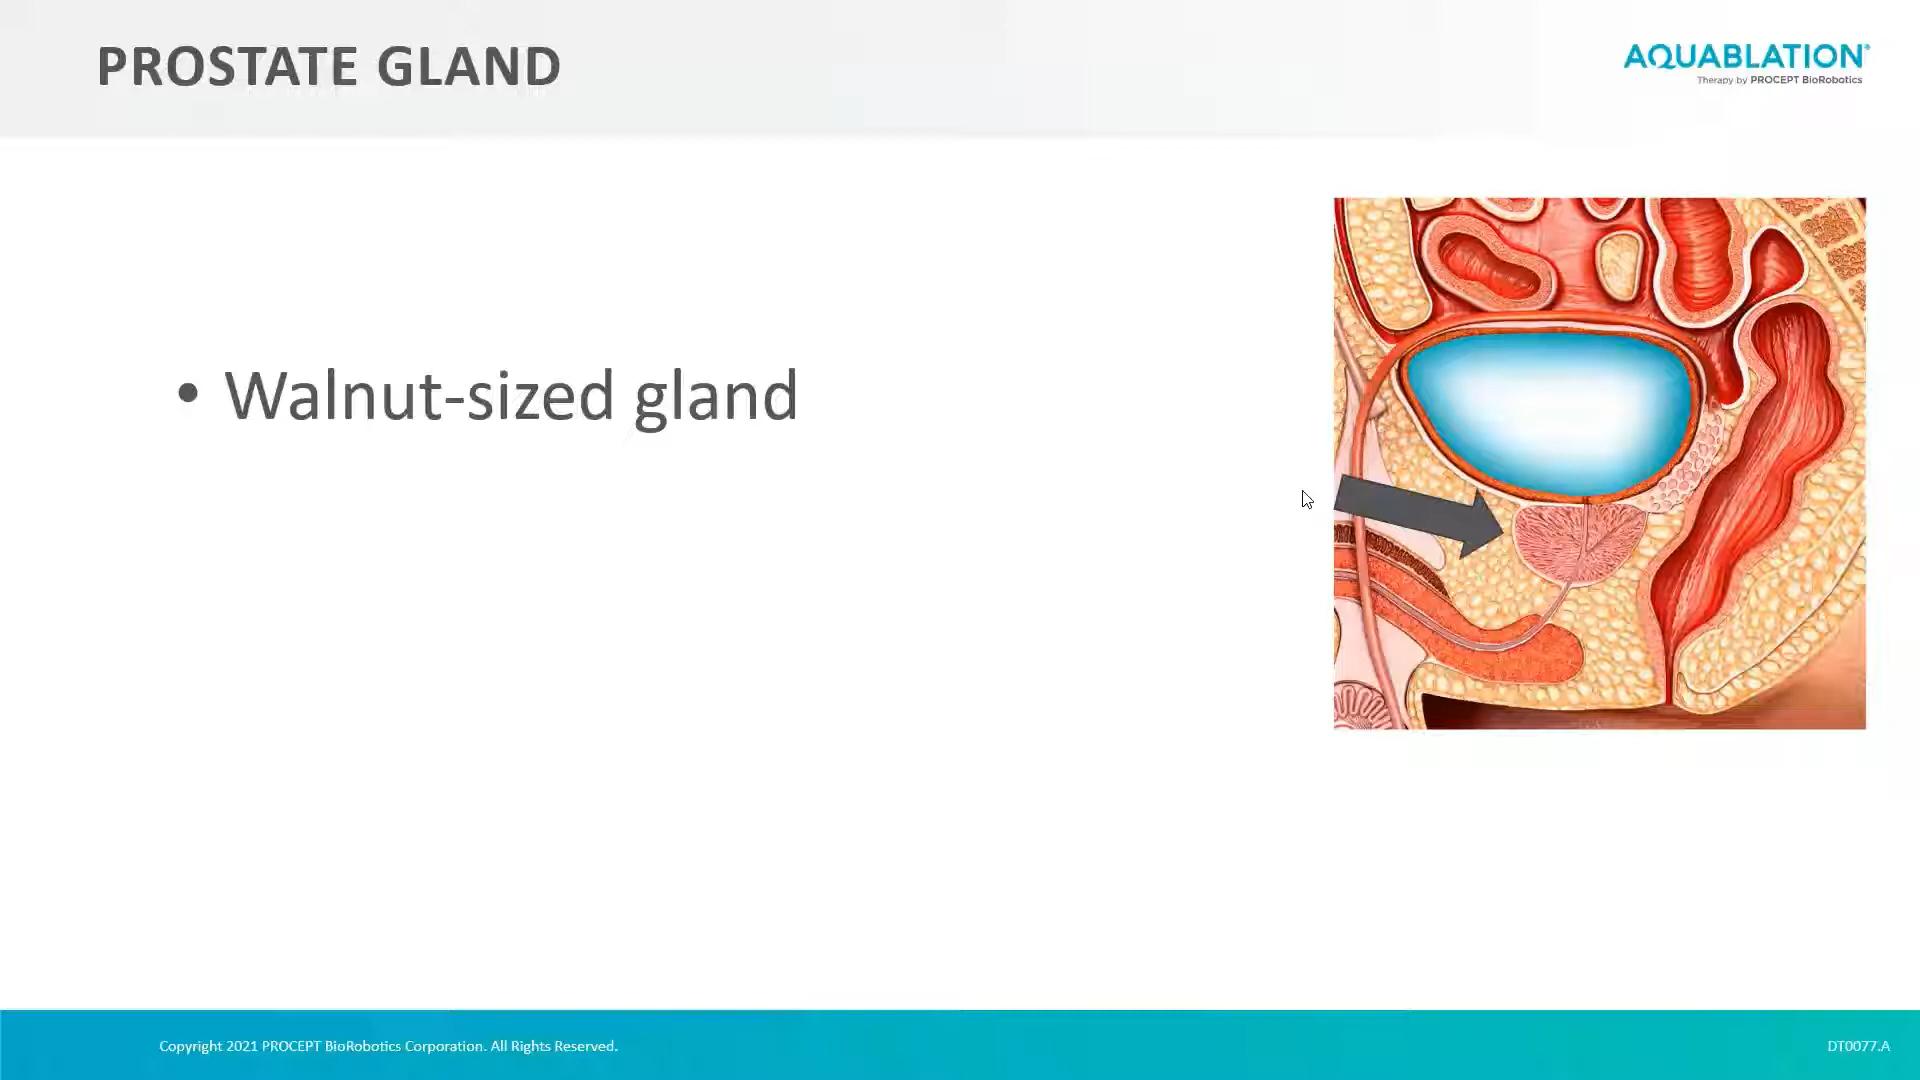 PROSTATE GLAND
AQUABLATION®
Therapy by PROCEPT BioRobotics
• Walnut-sized gland
Copyright 2021 PROCEPT BioRobotics Corporation. All Rights Reserved.
DT0077.A